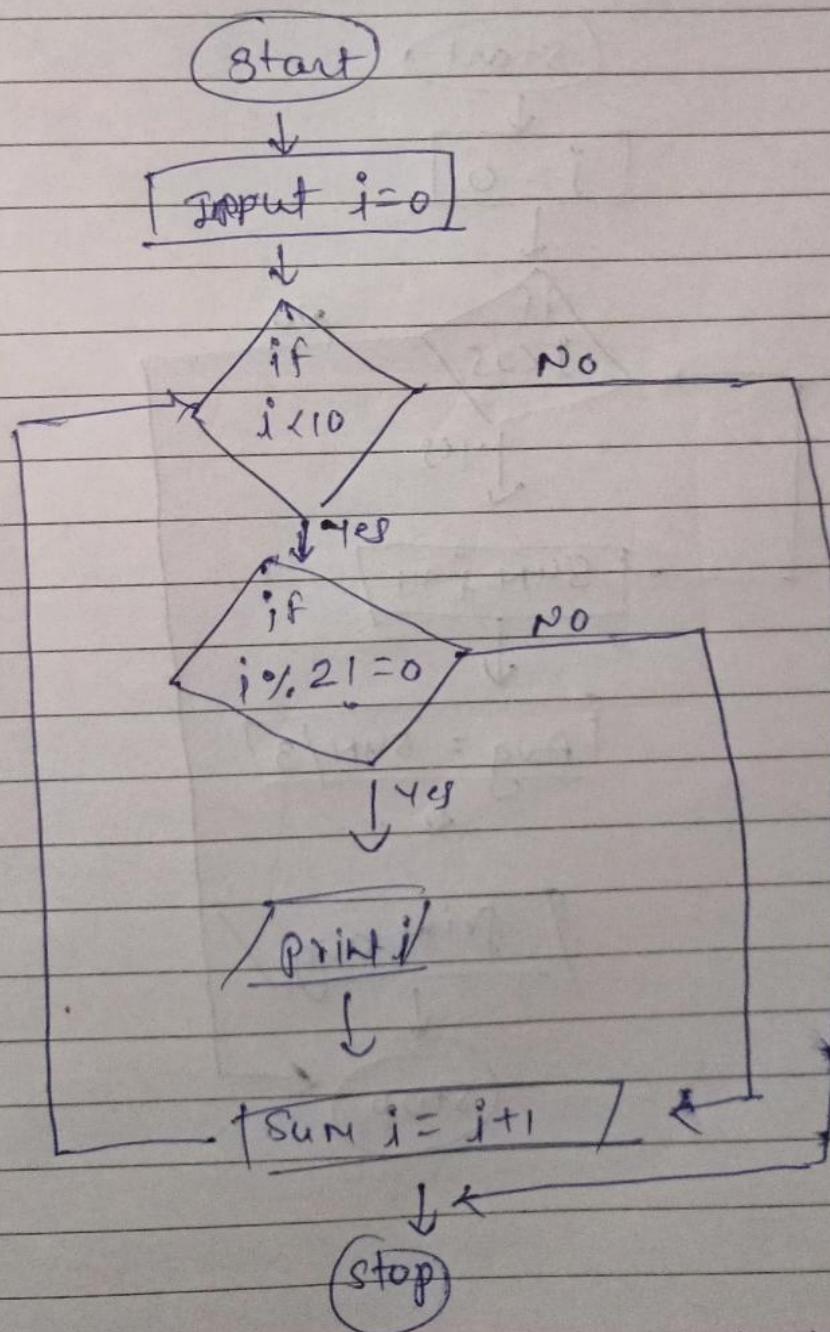 Start
Input i=0
if
i<10
No
yes
if
i%2!=0
NO
yes
print i
Sum i = i+1
Stop